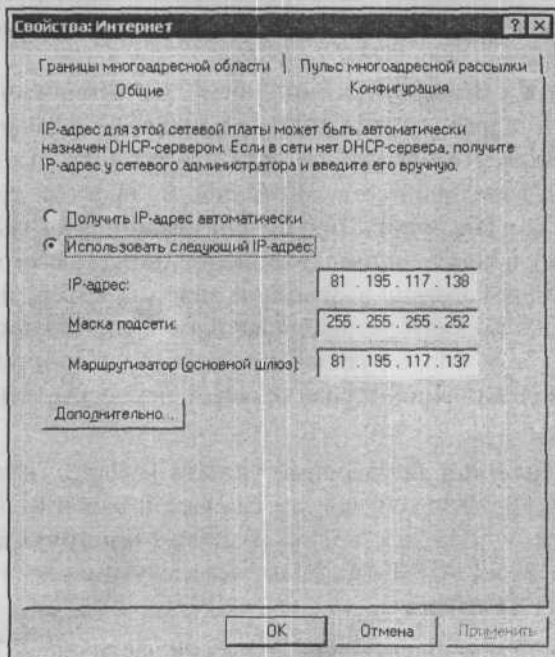 Свойства: Интернет
Границы многоадресной области
Пульс многоадресной рассылки
Общие
Конфигурация
IP-адрес для этой сетевой платы может быть автоматически
назначен DHCP-сервером. Если в сети нет DHCP-сервера, получите
IP-адрес у сетевого администратора и введите его вручную.
Получить IP-адрес автоматически
Использовать следующий IP-адрес:
IP-адрес: 81 . 195 . 117 . 138
Маска подсети: 255 . 255 . 255 . 252
Маршрутизатор (основной шлюз): 81 . 195 . 117 . 137
Дополнительно...
OK Отмена Применить